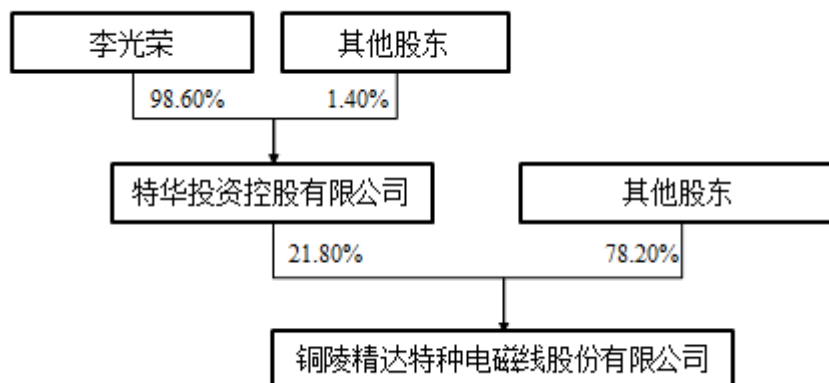 李光荣
其他股东
98.60%
1.40%
特华投资控股有限公司
其他股东
21.80%
78.20%
铜陵精达特种电磁线股份有限公司